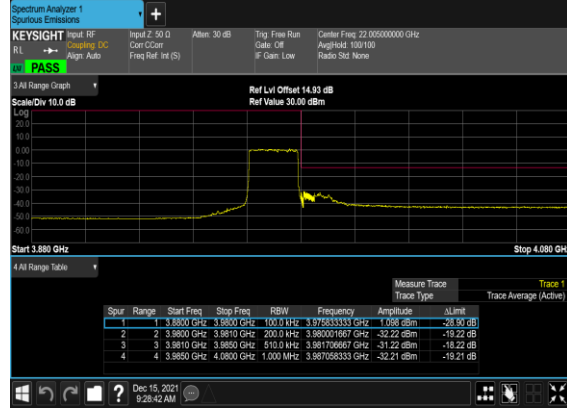 Spectrum Analyzer 1
Spurious Emissions
KEYSIGHT Input: RF Input Z: 50 Ω Atten: 30 dB Trig: Free Run Center Freq: 22.005000000 GHz
RL Coupling: DC Corr CCorr Gate: Off Avg|Hold: 100/100
Align: Auto Freq Ref: Int (S) IF Gain: Low Radio Std: None
LW PASS
3 All Range Graph
Ref Lvl Offset 14.93 dB
Scale/Div 10.0 dB Ref Value 30.00 dBm
Log
20.0
10.0
0.00
-10.0
-20.0
-30.0
-40.0
-50.0
-60.0
Start 3.880 GHz Stop 4.080 GHz
4 All Range Table
Measure Trace Trace 1
Trace Type Trace Average (Active)
Spur Range Start Freq Stop Freq RBW Frequency Amplitude ΔLimit
1 1 3.8800 GHz 3.9800 GHz 100.0 kHz 3.975833333 GHz 1.098 dBm -28.90 dB
2 2 3.9800 GHz 3.9810 GHz 200.0 kHz 3.980001667 GHz -32.22 dBm -19.22 dB
3 3 3.9810 GHz 3.9850 GHz 510.0 kHz 3.981706667 GHz -31.22 dBm -18.22 dB
4 4 3.9850 GHz 4.0800 GHz 1.000 MHz 3.987058333 GHz -32.21 dBm -19.21 dB
Dec 15, 2021
9:28:42 AM